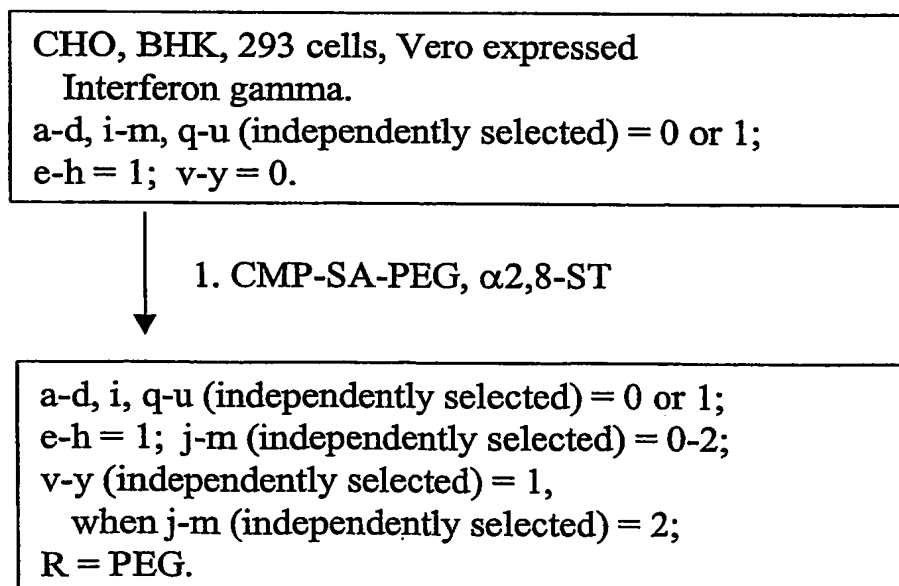 CHO, BHK, 293 cells, Vero expressed
Interferon gamma.
a-d, i-m, q-u (independently selected) = 0 or 1;
e-h = 1; v-y = 0.
1. CMP-SA-PEG, α2,8-ST
a-d, i, q-u (independently selected) = 0 or 1;
e-h = 1; j-m (independently selected) = 0-2;
v-y (independently selected) = 1,
when j-m (independently selected) = 2;
R = PEG.